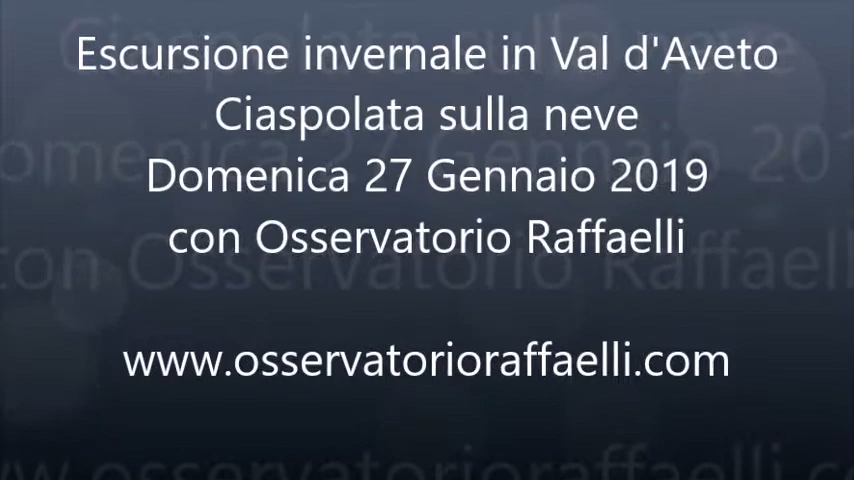 Escursione invernale in Val d'Aveto
Ciaspolata sulla neve
Domenica 27 Gennaio 2019
con Osservatorio Raffaelli
www.osservatorioraffaelli.com